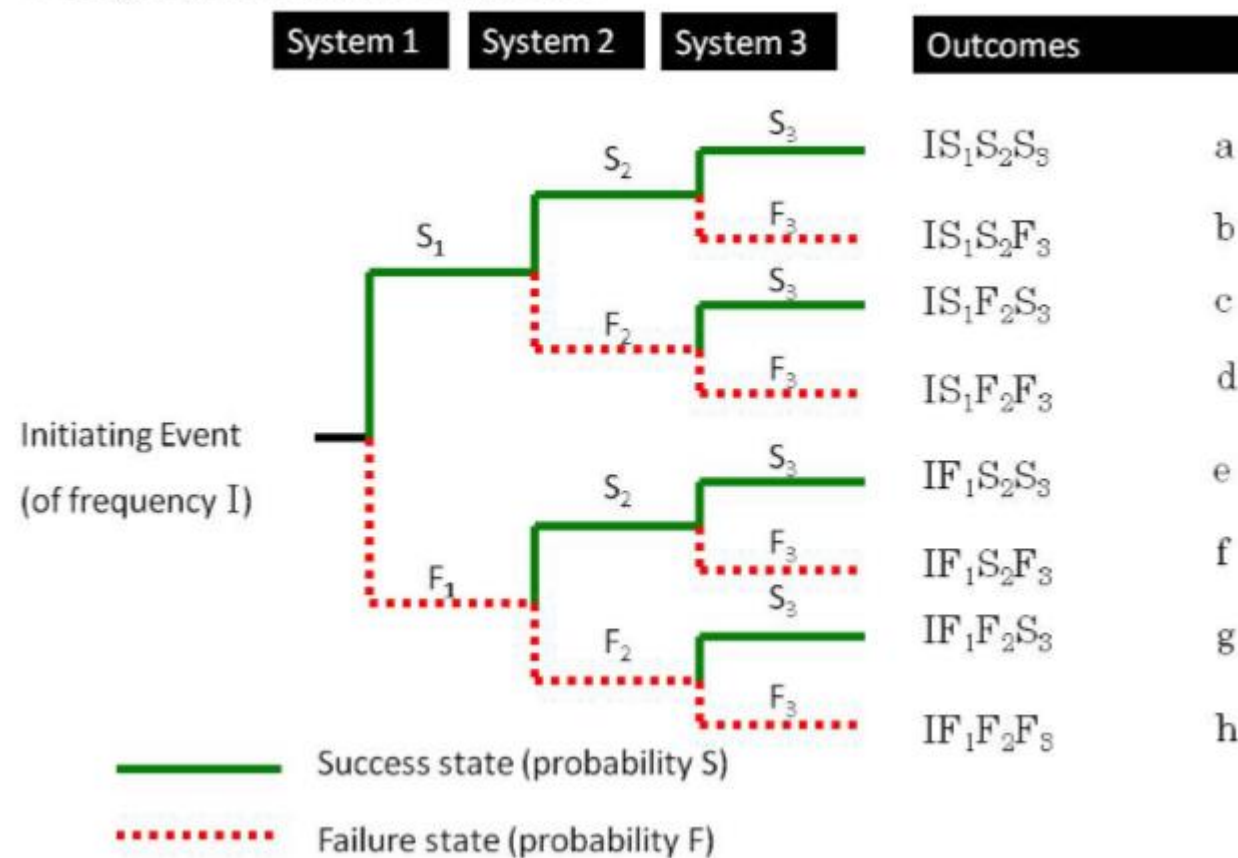 System 1 System 2 System 3 Outcomes
S₃ IS₁S₂S₃ a
S₂
F₃ IS₁S₂F₃ b
S₁
S₃ IS₁F₂S₃ c
F₂
F₃ IS₁F₂F₃ d
Initiating Event
S₃ IF₁S₂S₃ e
S₂
(of frequency I)
F₃ IF₁S₂F₃ f
F₁
S₃ IF₁F₂S₃ g
F₂
F₃ IF₁F₂F₃ h
Success state (probability S)
Failure state (probability F)